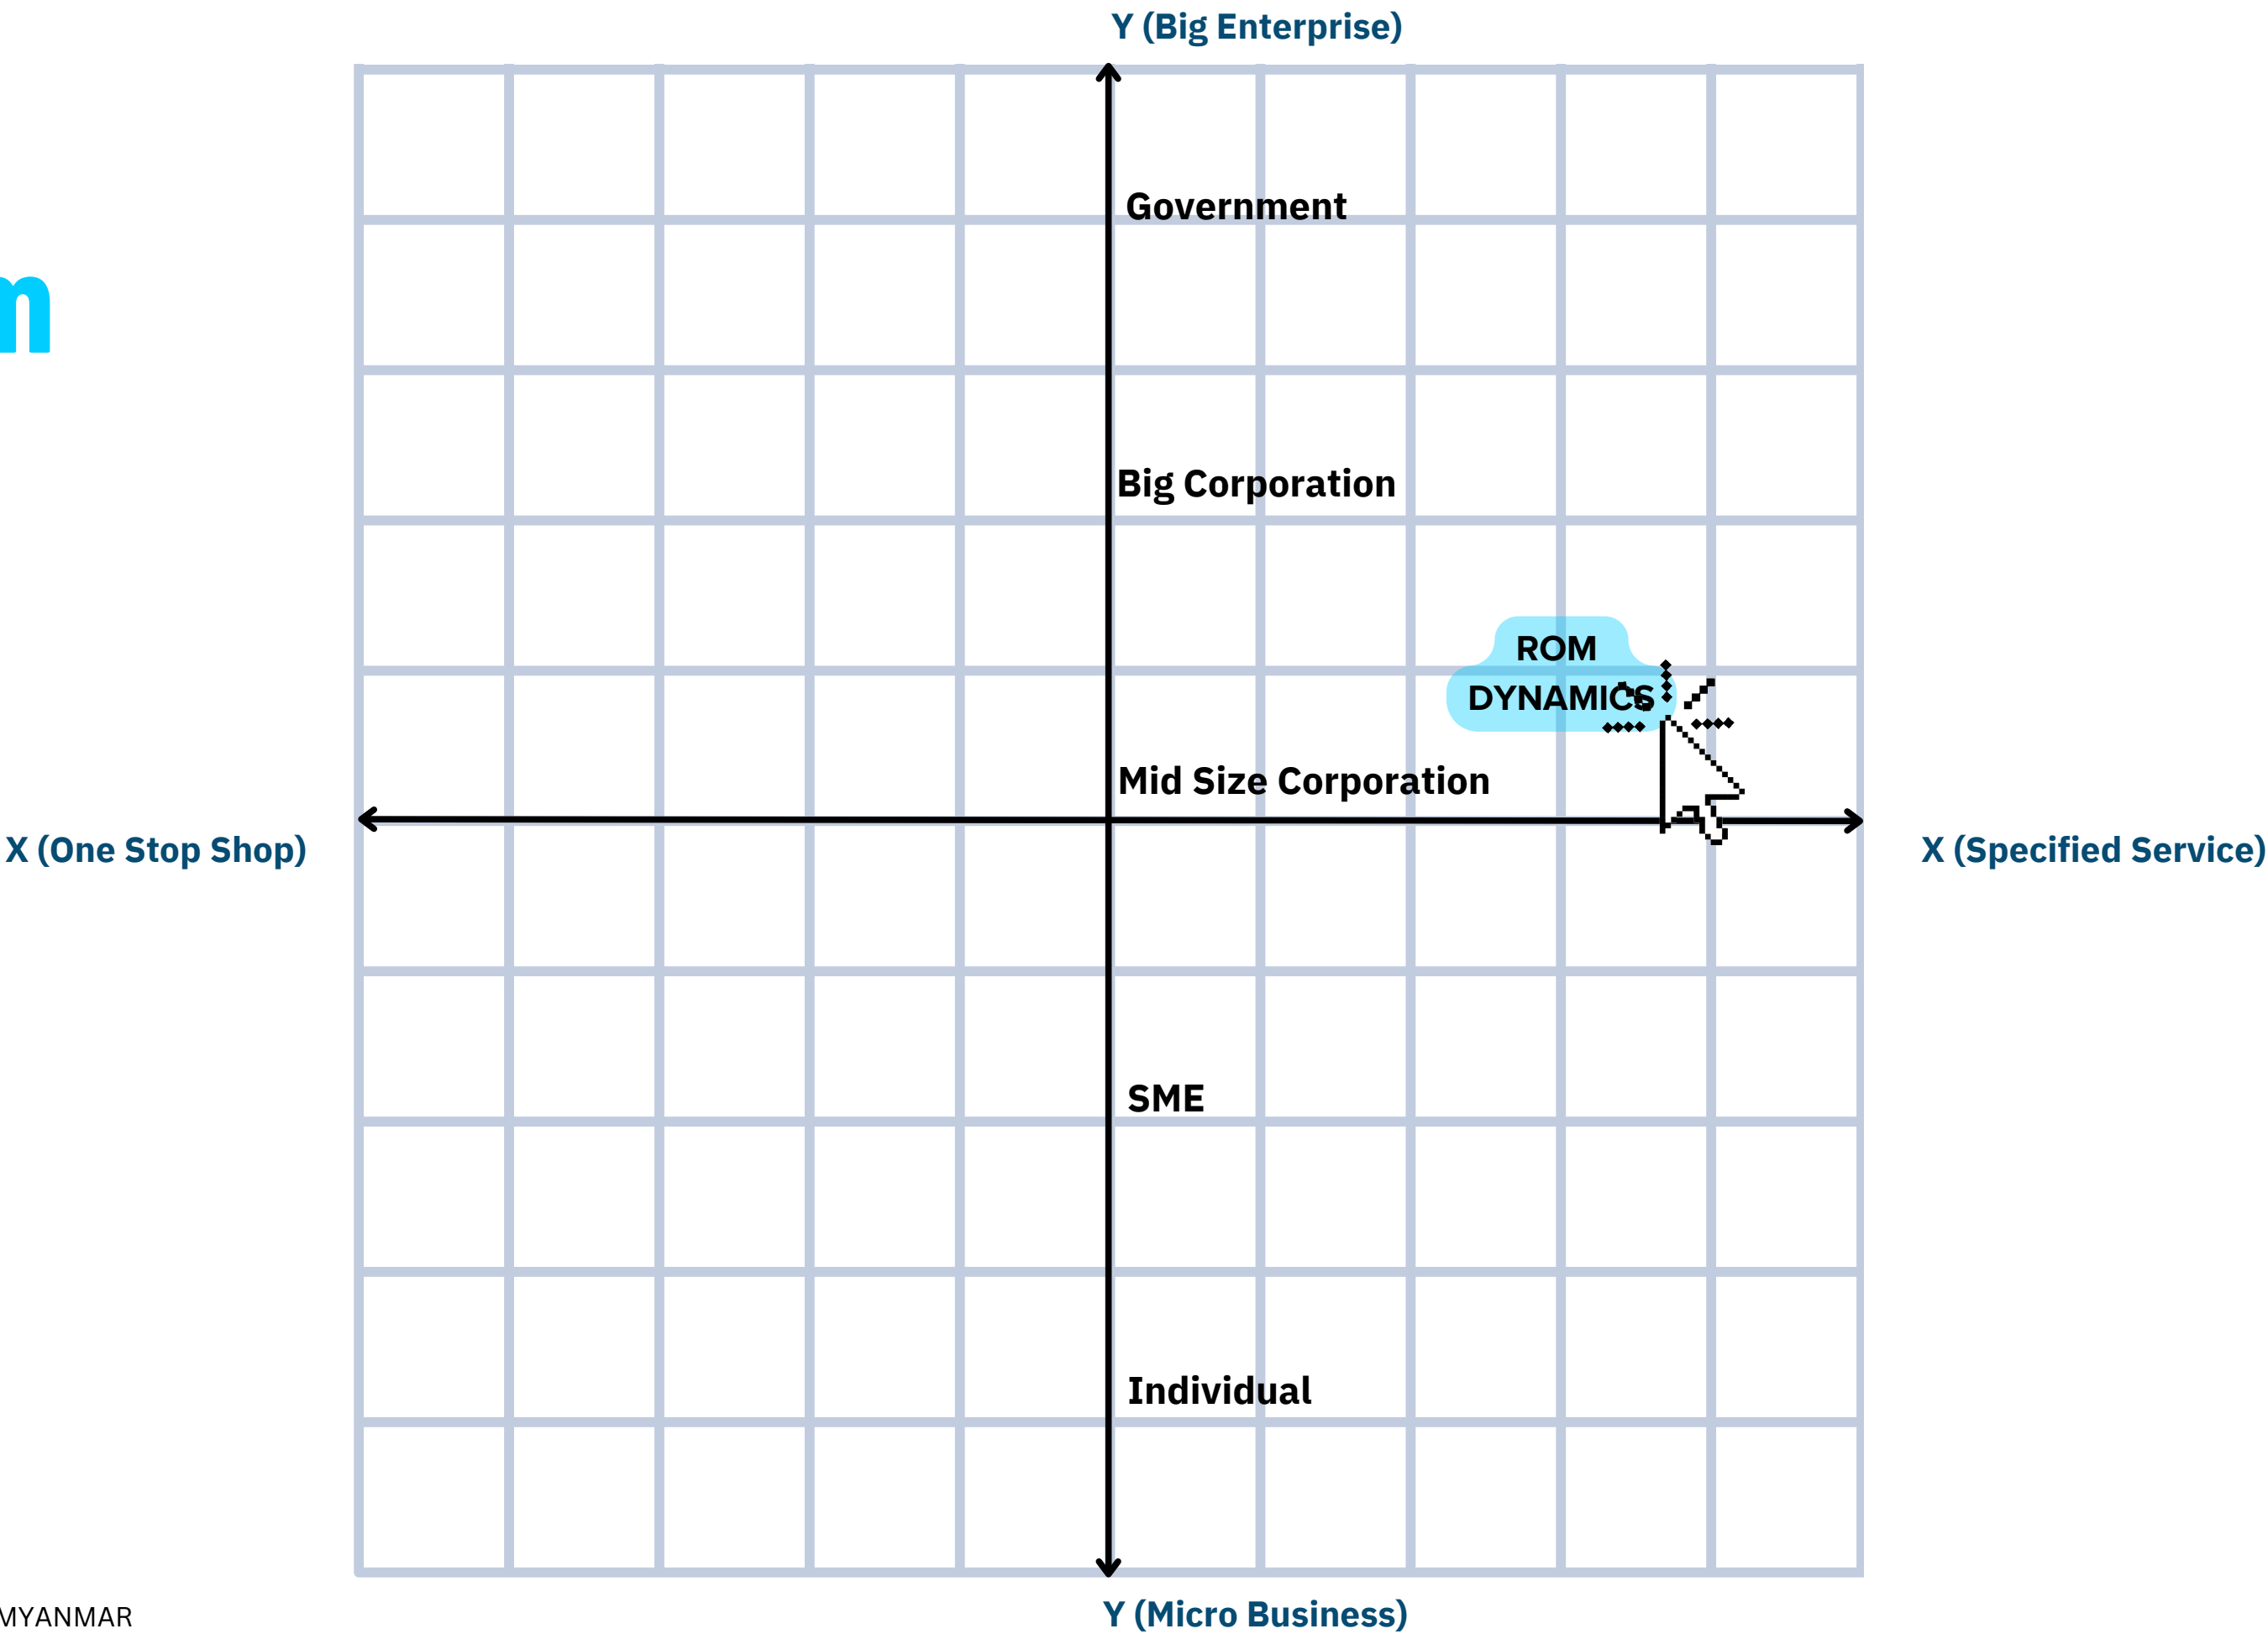 Y (Big Enterprise)
Government
m
Big Corporation
ROM
DYNAMICS
Mid Size Corporation
X (One Stop Shop)
X (Specified Service)
SME
Individual
Y (Micro Business)
MYANMAR